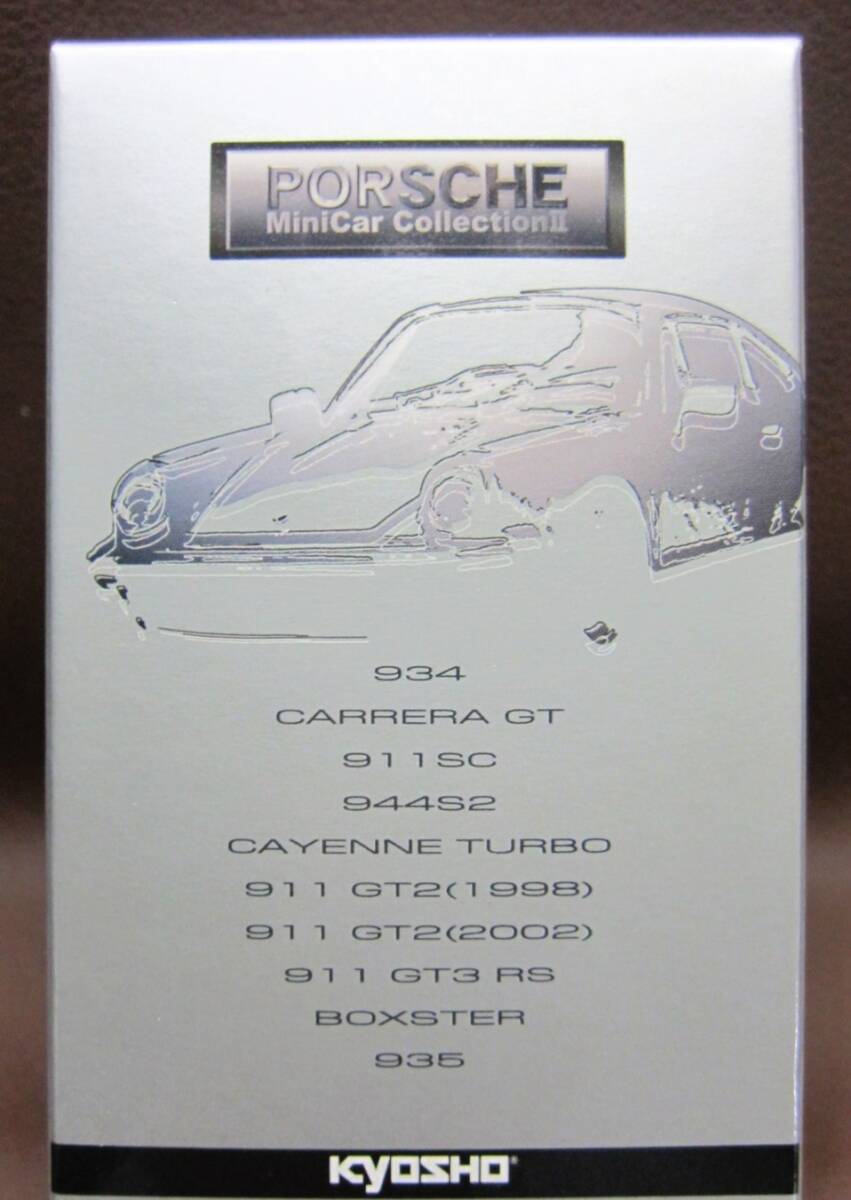 PORSCHE
MiniCar CollectionⅡ
934
CARRERA GT
911SC
944S2
CAYENNE TURBO
911 GT2(1998)
911 GT2(2002)
911 GT3 RS
BOXSTER
935
KYOSHO